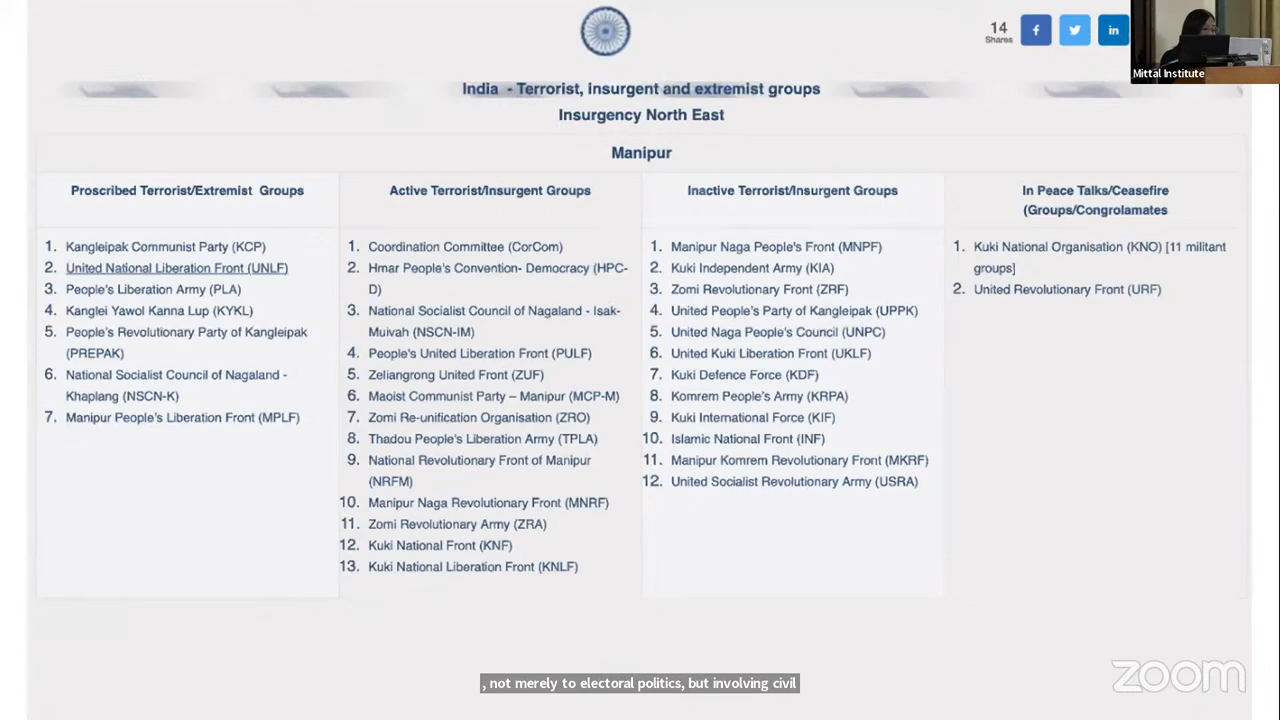 14
Shares
f
in
Mittal Institute
India - Terrorist, insurgent and extremist groups
Insurgency North East
Manipur
Proscribed Terrorist/Extremist Groups
1. Kangleipak Communist Party (KCP)
2. United National Liberation Front (UNLF)
3. People's Liberation Army (PLA)
4. Kanglei Yawol Kanna Lup (KYKL)
5. People's Revolutionary Party of Kangleipak
(PREPAK)
6. National Socialist Council of Nagaland -
Khaplang (NSCN-K)
7. Manipur People's Liberation Front (MPLF)
Active Terrorist/Insurgent Groups
1. Coordination Committee (CorCom)
2. Hmar People's Convention- Democracy (HPC-
D)
3. National Socialist Council of Nagaland - Isak-
Muivah (NSCN-IM)
4. People's United Liberation Front (PULF)
5. Zeliangrong United Front (ZUF)
6. Maoist Communist Party – Manipur (MCP-M)
7. Zomi Re-unification Organisation (ZRO)
8. Thadou People's Liberation Army (TPLA)
9. National Revolutionary Front of Manipur
(NRFM)
10. Manipur Naga Revolutionary Front (MNRF)
11. Zomi Revolutionary Army (ZRA)
12. Kuki National Front (KNF)
13. Kuki National Liberation Front (KNLF)
Inactive Terrorist/Insurgent Groups
1. Manipur Naga People's Front (MNPF)
2. Kuki Independent Army (KIA)
3. Zomi Revolutionary Front (ZRF)
4. United People's Party of Kangleipak (UPPK)
5. United Naga People's Council (UNPC)
6. United Kuki Liberation Front (UKLF)
7. Kuki Defence Force (KDF)
8. Komrem People's Army (KRPA)
9. Kuki International Force (KIF)
10. Islamic National Front (INF)
11. Manipur Komrem Revolutionary Front (MKRF)
12. United Socialist Revolutionary Army (USRA)
In Peace Talks/Ceasefire
(Groups/Congrolamates
1. Kuki National Organisation (KNO) [11 militant
groups]
2. United Revolutionary Front (URF)
, not merely to electoral politics, but involving civil
zoom